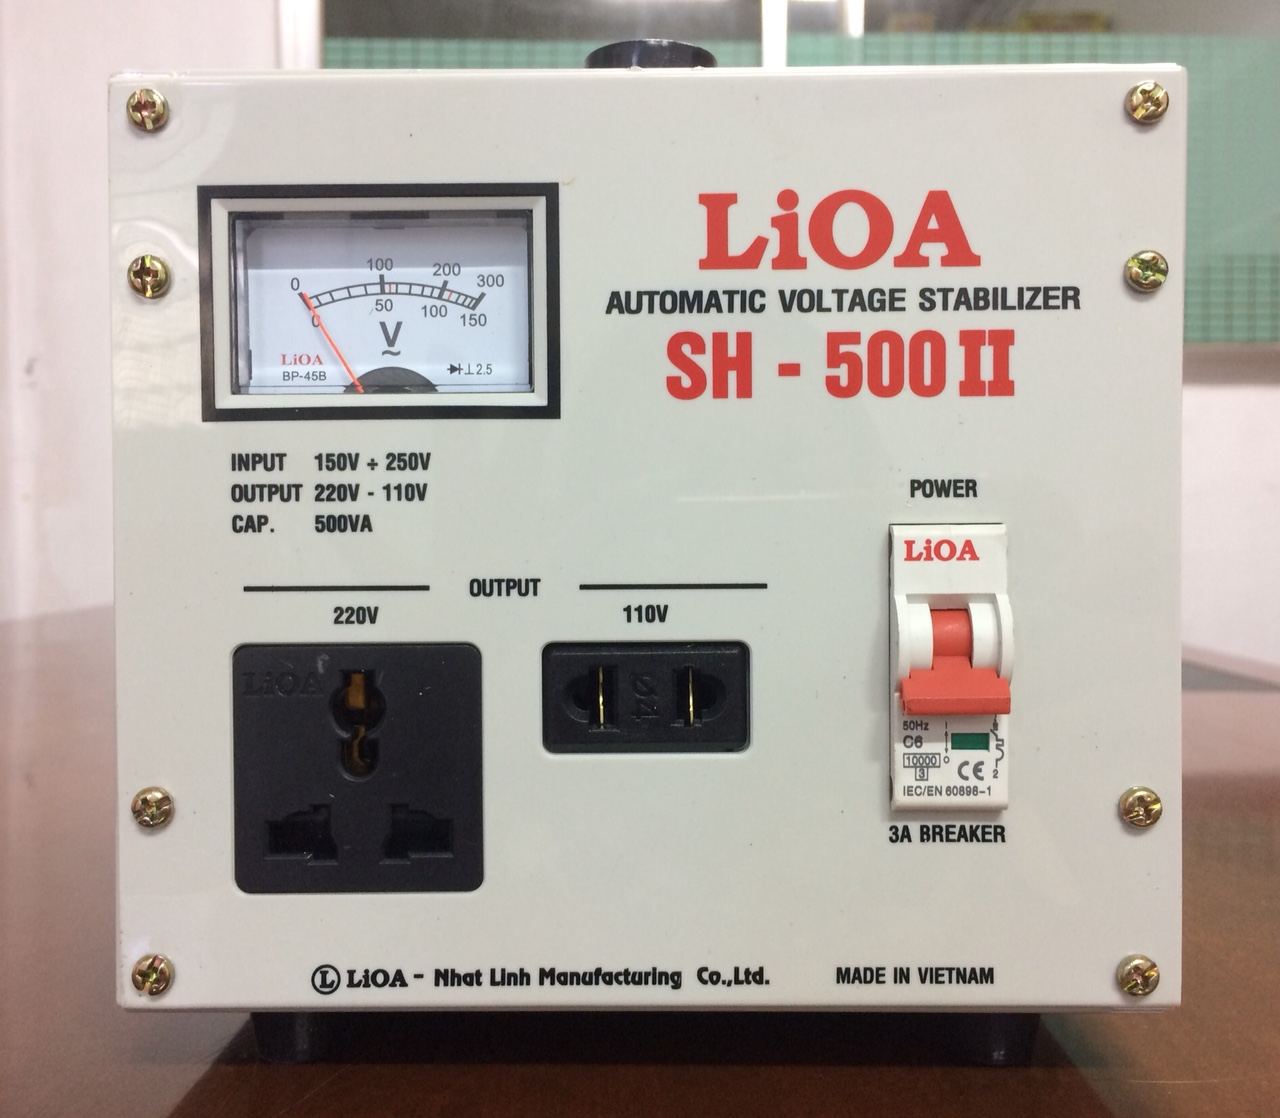 LiOA
AUTOMATIC VOLTAGE STABILIZER
SH - 500 II
0 100 200 300
0 50 100 150
V
~
LiOA
BP-45B
2.5
INPUT 150V ÷ 250V
OUTPUT 220V - 110V
CAP. 500VA
POWER
LiOA
50Hz
C6
10000
3
I
O
2
CE
IEC/EN 60898-1
3A BREAKER
OUTPUT
220V
110V
LiOA
L LiOA - Nhat Linh Manufacturing Co.,Ltd.
MADE IN VIETNAM